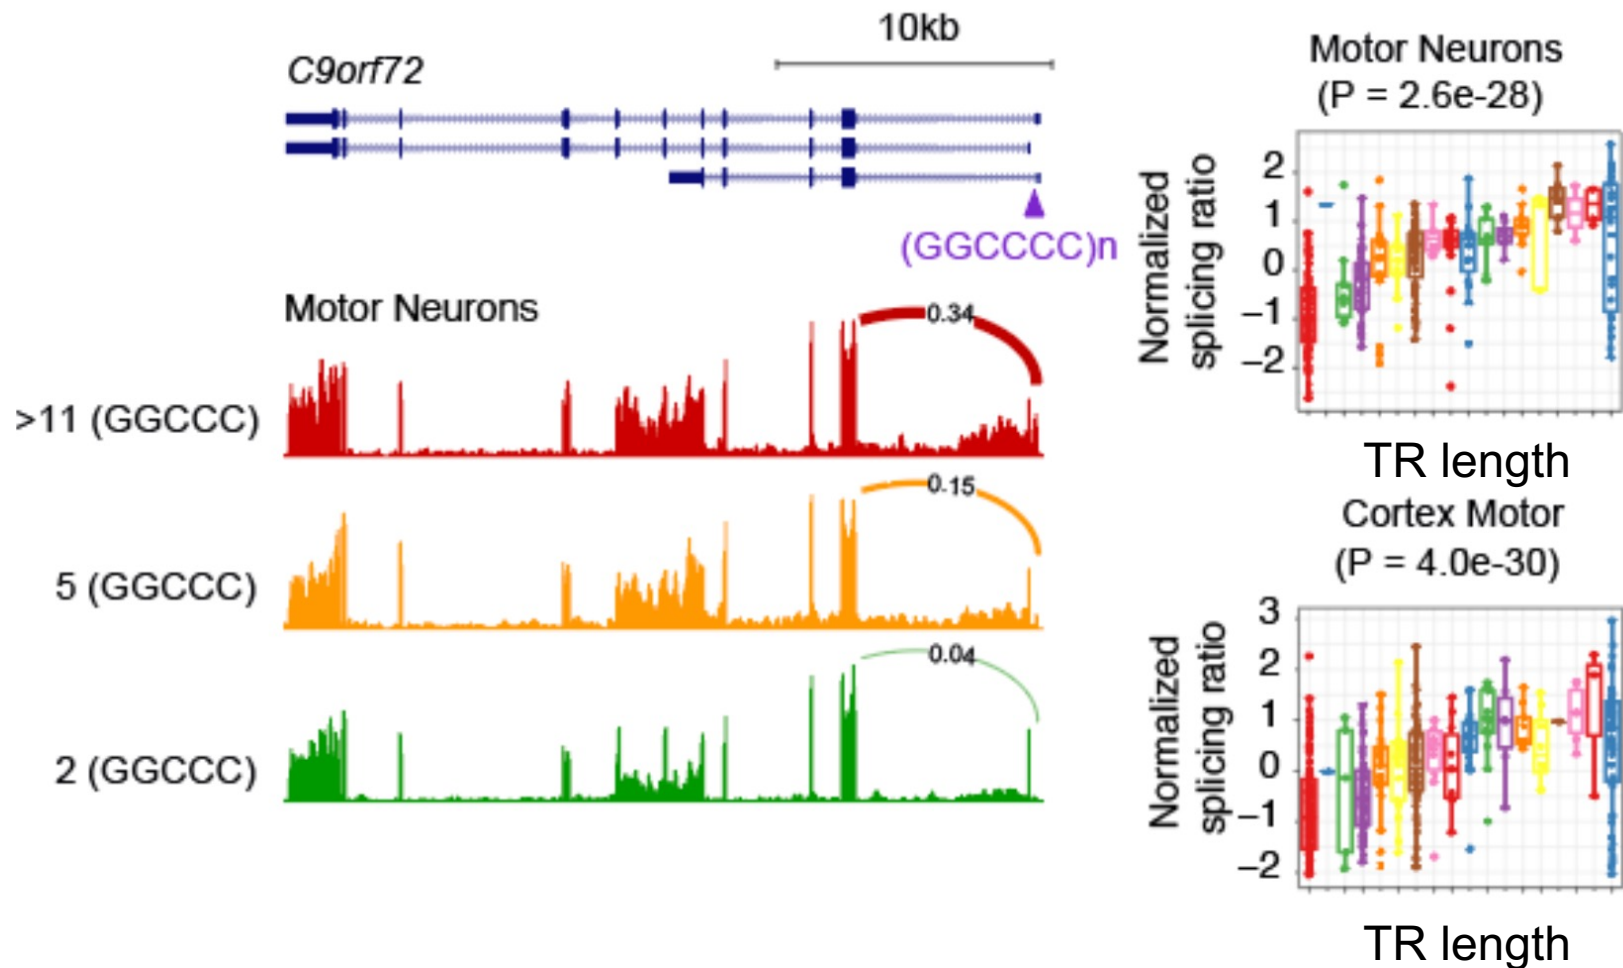 10kb
C9orf72
(GGCCCC)n
Motor Neurons
0.34
>11 (GGCCC)
0.15
5 (GGCCC)
0.04
2 (GGCCC)
Motor Neurons
(P = 2.6e-28)
Normalized
splicing ratio
2
1
0
−1
−2
TR length
Cortex Motor
(P = 4.0e-30)
Normalized
splicing ratio
3
2
1
0
−1
−2
TR length